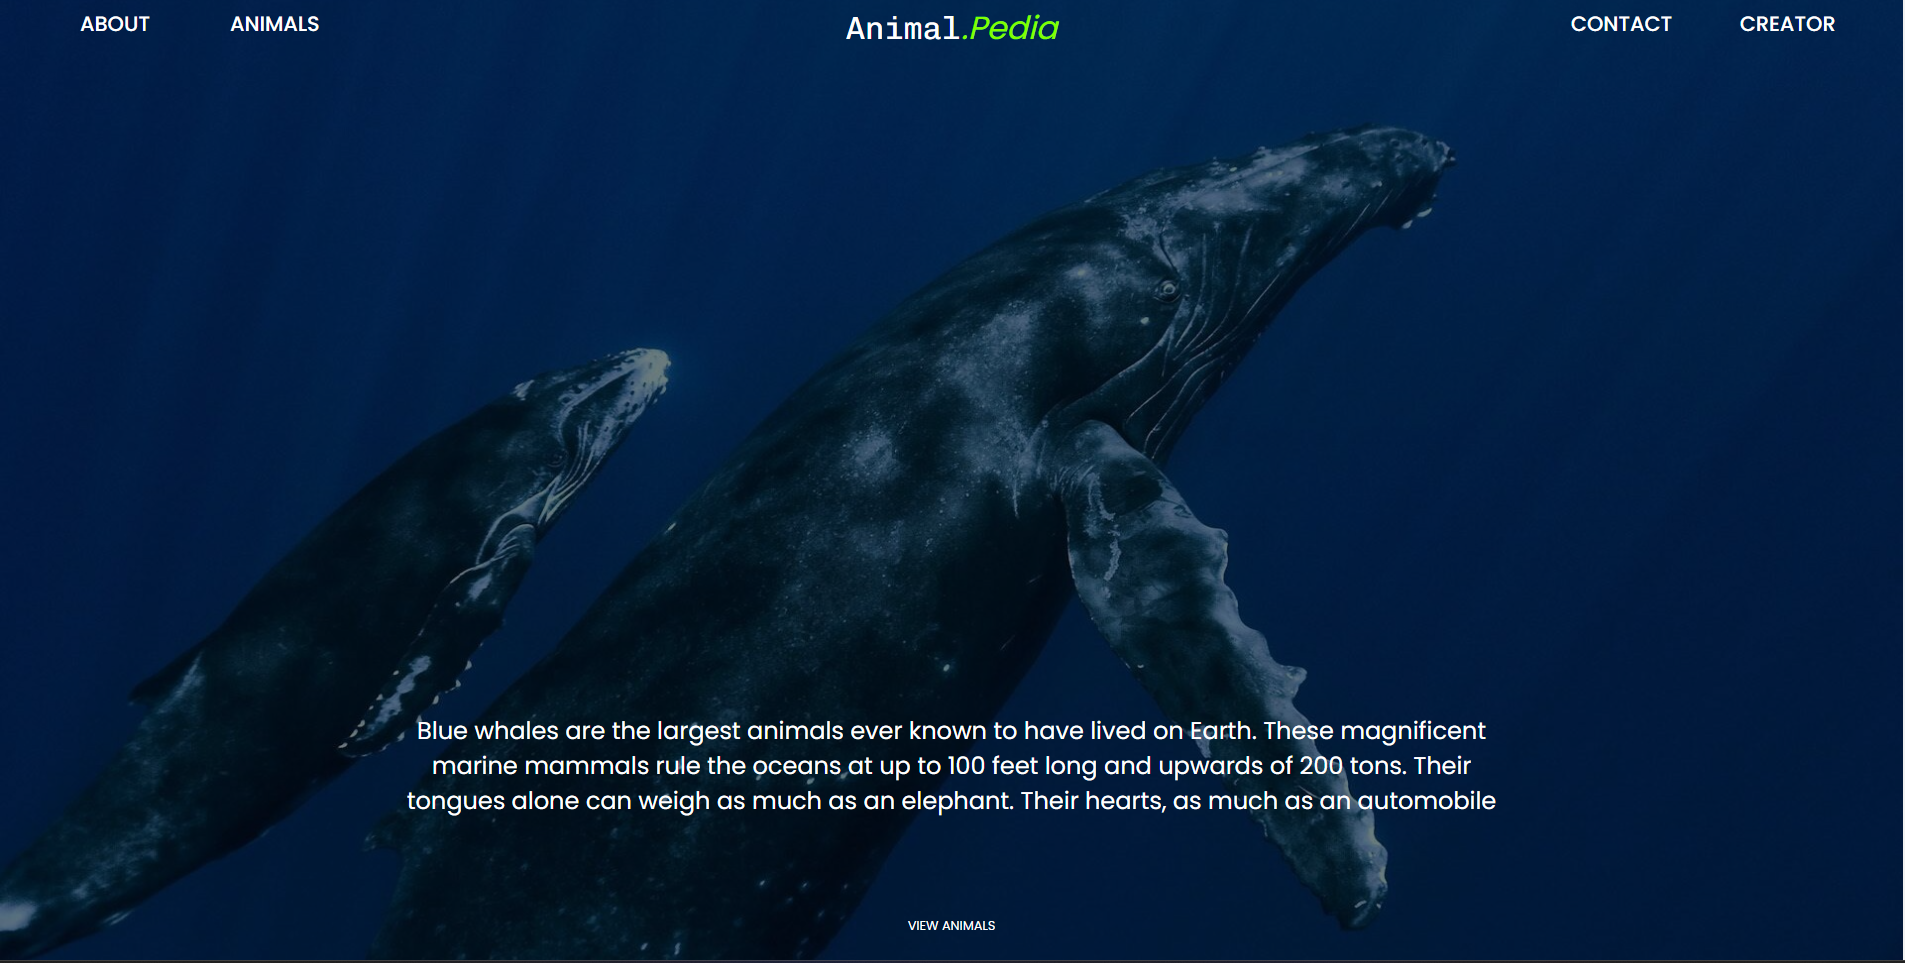 ABOUT ANIMALS Animal.Pedia CONTACT CREATOR
Blue whales are the largest animals ever known to have lived on Earth. These magnificent
marine mammals rule the oceans at up to 100 feet long and upwards of 200 tons. Their
tongues alone can weigh as much as an elephant. Their hearts, as much as an automobile
VIEW ANIMALS